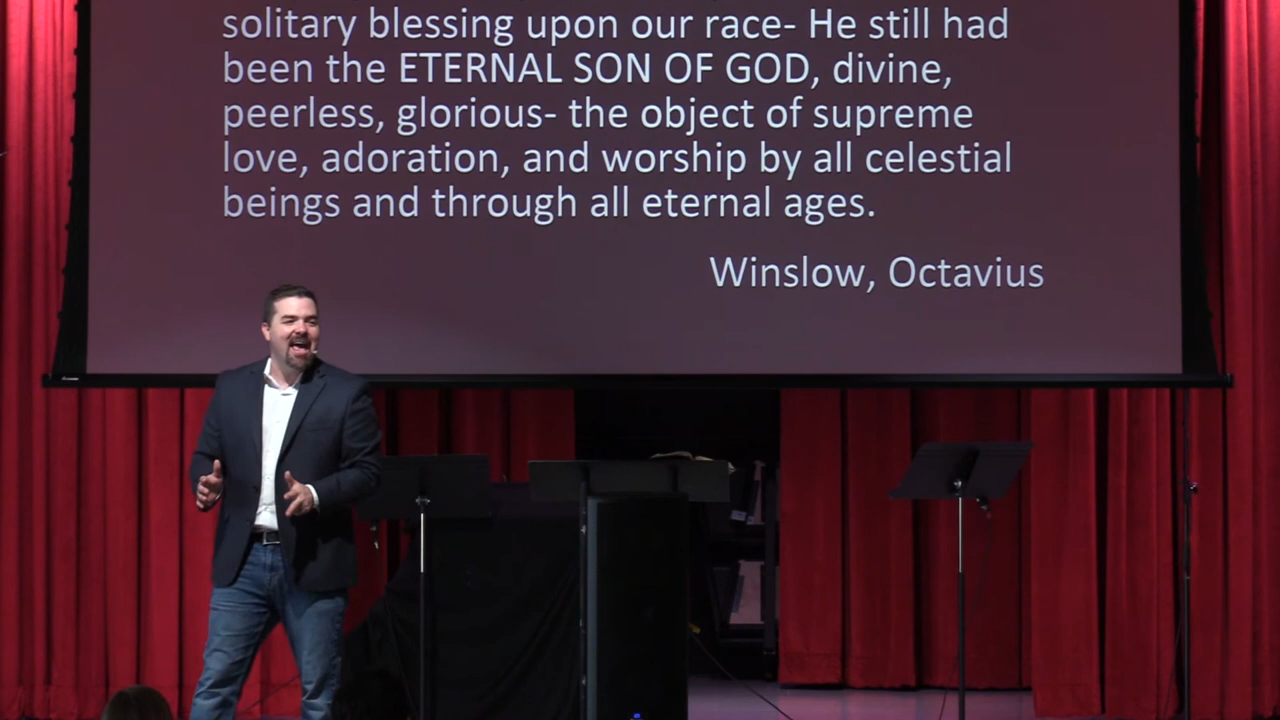 solitary blessing upon our race- He still had
been the ETERNAL SON OF GOD, divine,
peerless, glorious- the object of supreme
love, adoration, and worship by all celestial
beings and through all eternal ages.
Winslow, Octavius